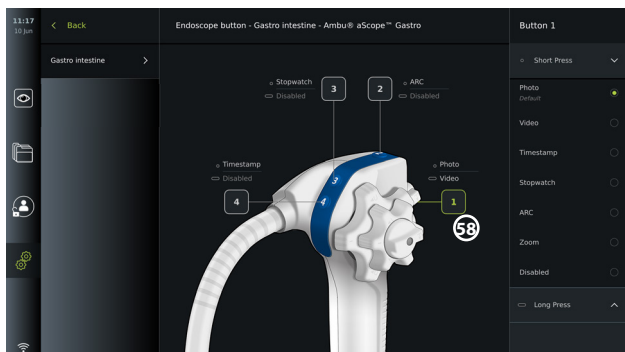 11:17
10 Jun
Back
Endoscope button - Gastro intestine - Ambu® aScope™ Gastro
Button 1
Gastro intestine
Short Press
Stopwatch
Disabled
3
2
ARC
Disabled
Photo
Default
Video
Timestamp
Stopwatch
ARC
Zoom
Disabled
Long Press
Timestamp
Disabled
4
3
4
Photo
Video
1
58